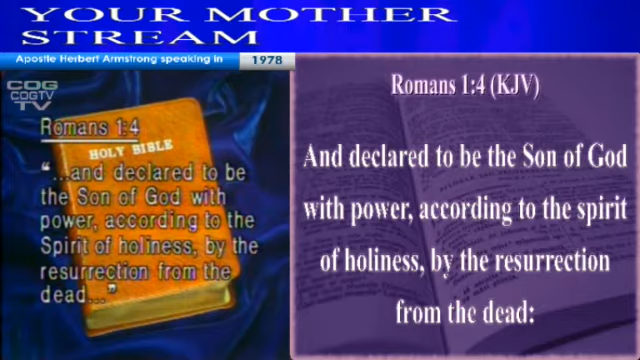 YOUR MOTHER
STREAM
Apostle Herbert Armstrong speaking in 1978
COG
COGTV
TV
Romans 1:4
HOLY BIBLE
“...and declared to be
the Son of God with
power, according to the
Spirit of holiness, by the
resurrection from the
dead...”
Romans 1:4 (KJV)
And declared to be the Son of God
with power, according to the spirit
of holiness, by the resurrection
from the dead: